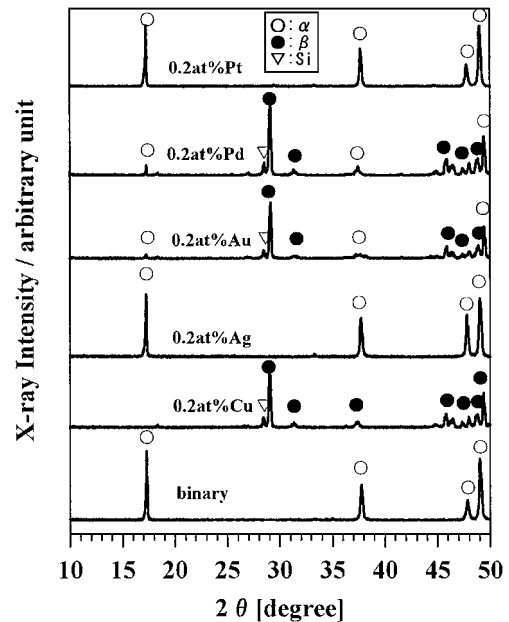 ○: α
●: β
▽: Si
0.2at%Pt
0.2at%Pd
0.2at%Au
0.2at%Ag
0.2at%Cu
binary
X-ray Intensity / arbitrary unit
10 15 20 25 30 35 40 45 50
2 θ [degree]